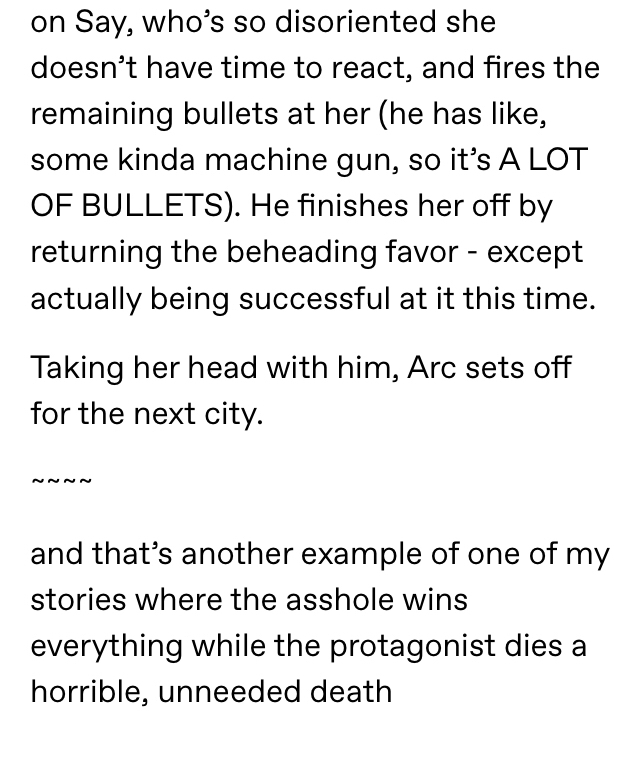 on Say, who’s so disoriented she
doesn’t have time to react, and fires the
remaining bullets at her (he has like,
some kinda machine gun, so it’s A LOT
OF BULLETS). He finishes her off by
returning the beheading favor - except
actually being successful at it this time.
Taking her head with him, Arc sets off
for the next city.
~~~~
and that’s another example of one of my
stories where the asshole wins
everything while the protagonist dies a
horrible, unneeded death